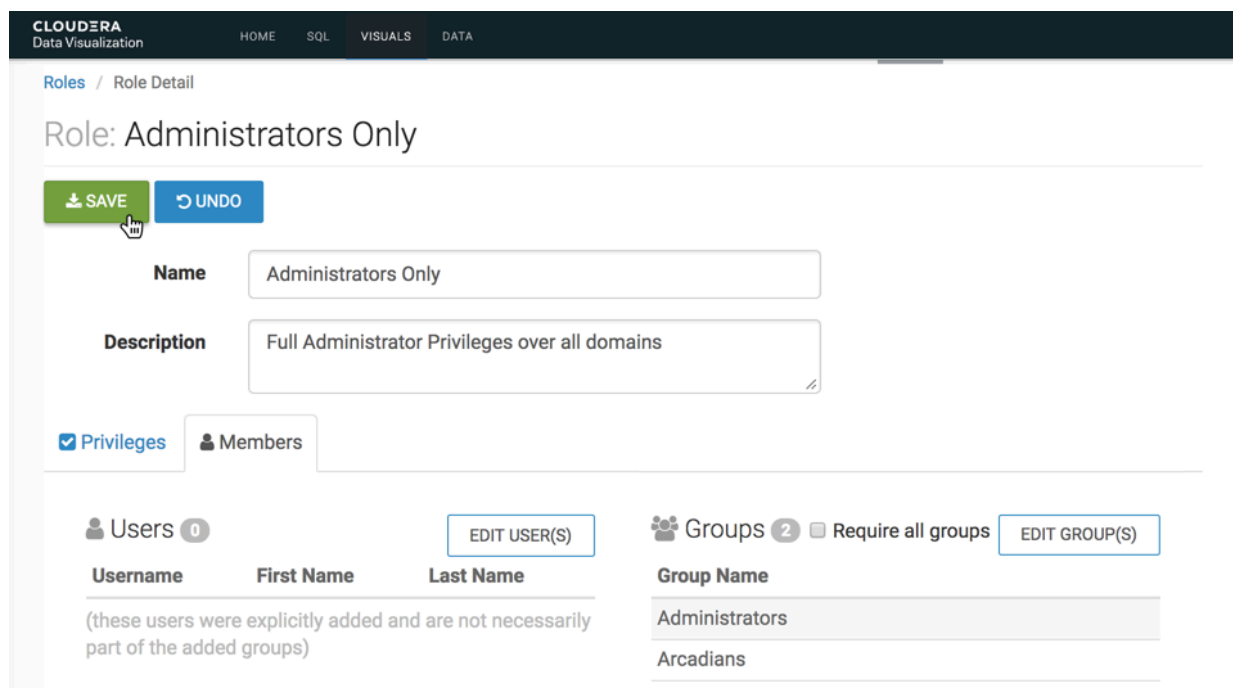 CLOUDERA
Data Visualization
HOME SQL VISUALS DATA
Roles / Role Detail
Role: Administrators Only
SAVE UNDO
Name Administrators Only
Description Full Administrator Privileges over all domains
Privileges Members
Users 0 EDIT USER(S)
Username First Name Last Name
(these users were explicitly added and are not necessarily
part of the added groups)
Groups 2 Require all groups EDIT GROUP(S)
Group Name
Administrators
Arcadians